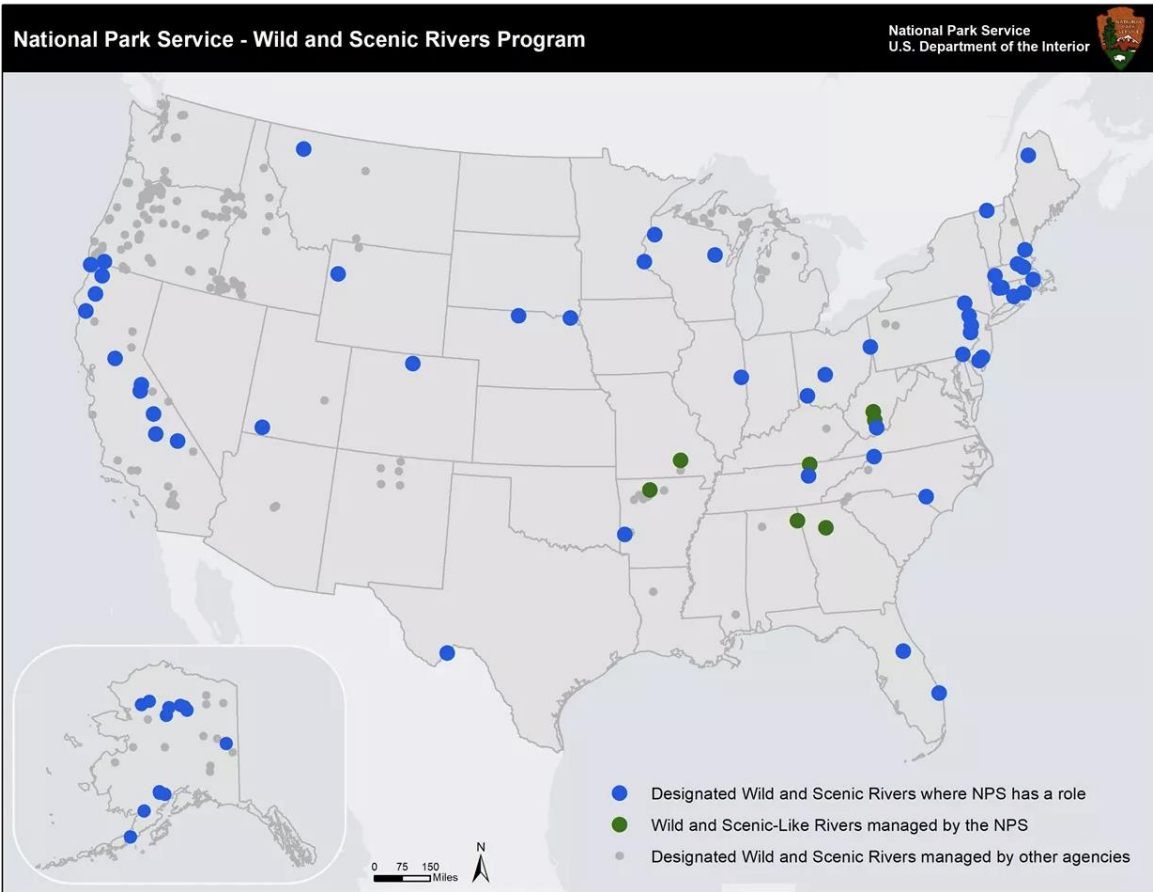 National Park Service - Wild and Scenic Rivers Program
National Park Service
U.S. Department of the Interior
Designated Wild and Scenic Rivers where NPS has a role
Wild and Scenic-Like Rivers managed by the NPS
Designated Wild and Scenic Rivers managed by other agencies
N
0 75 150
Miles